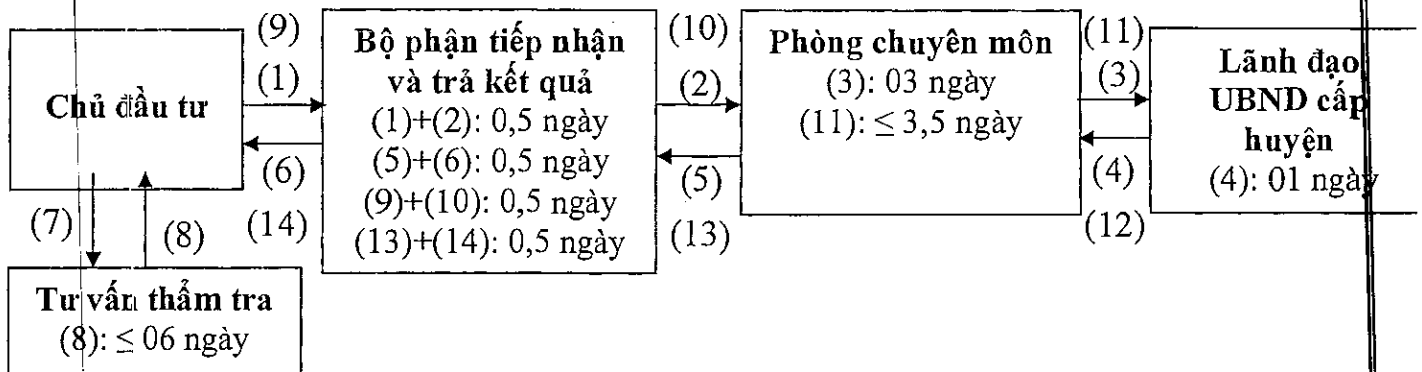 Chủ đầu tư
(9)
(1)
(6)
(14)
Bộ phận tiếp nhận
và trả kết quả
(1)+(2): 0,5 ngày
(5)+(6): 0,5 ngày
(9)+(10): 0,5 ngày
(13)+(14): 0,5 ngày
(10)
(2)
(5)
(13)
Phòng chuyên môn
(3): 03 ngày
(11): ≤ 3,5 ngày
(11)
(3)
(4)
(12)
Lãnh đạo
UBND cấp
huyện
(4): 01 ngày
(7)
(8)
Tư vấn thẩm tra
(8): ≤ 06 ngày